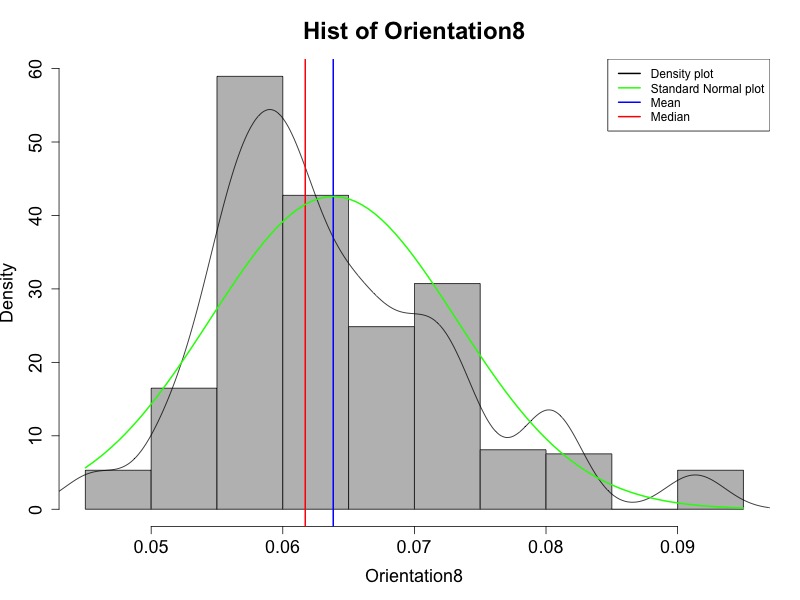 Hist of Orientation8
Density plot
Standard Normal plot
Mean
Median
60
50
40
30
20
10
0
Density
0.05 0.06 0.07 0.08 0.09
Orientation8